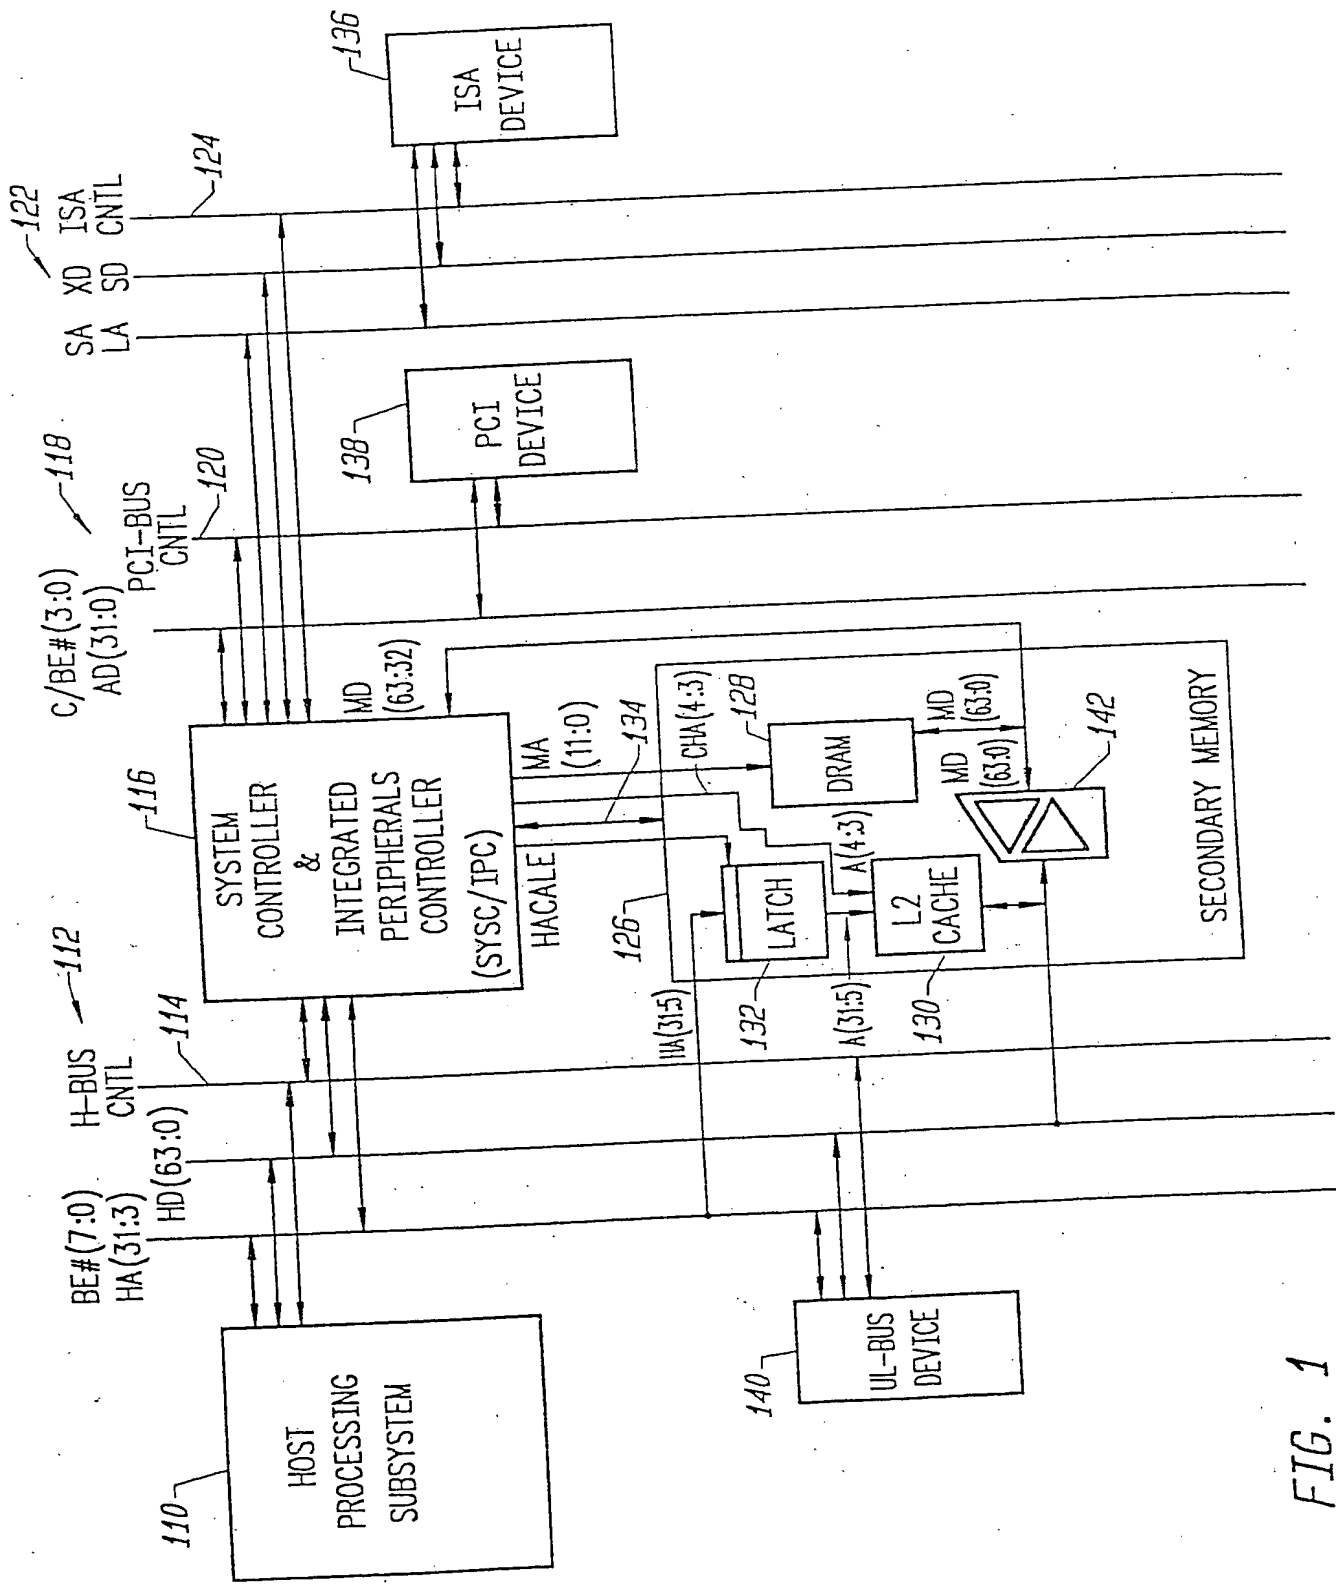 BE#(7:0)
HA(31:3)
HD(63:0)
H-BUS
CNTL
112
114
C/BE#(3:0)
AD(31:0)
PCI-BUS
CNTL
118
120
SA
LA
XD
SD
122
ISA
CNTL
124
110
HOST
PROCESSING
SUBSYSTEM
116
SYSTEM
CONTROLLER
&
INTEGRATED
PERIPHERALS
CONTROLLER
(SYSC/IPC)
138
PCI
DEVICE
136
ISA
DEVICE
MD
(63:32)
MA
(11:0)
HACALE
134
126
HA(31:5)
LATCH
132
A(31:5)
CHA(4:3)
A(4:3)
128
DRAM
MD
(63:0)
L2
CACHE
130
MD
(63:0)
142
SECONDARY MEMORY
140
UL-BUS
DEVICE
FIG. 1